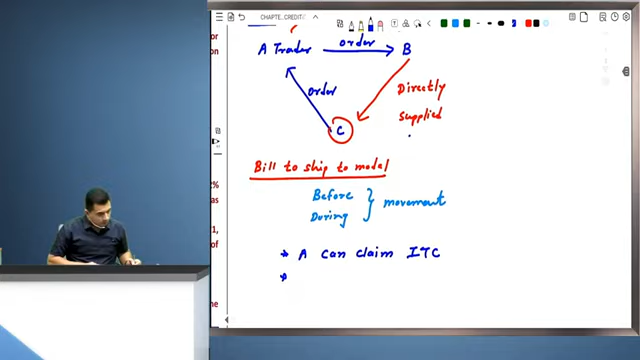 CHAPTE..CREDIT
A Trader order B
order
Directly
supplied
C
Bill to ship to model
Before
During } movement
* A can claim ITC
*